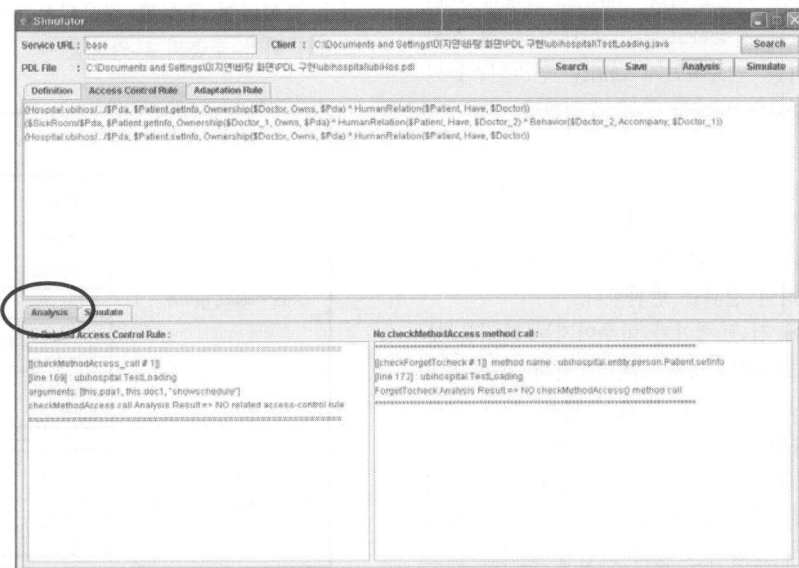 Simulator
Service URL : base Client : C:\Documents and Settings\이지연\바탕 화면\PDL 구현\ubihospital\TestLoading.java Search
PDL File : C:\Documents and Settings\이지연\바탕 화면\PDL 구현\ubihospital\ubiHos.pdl Search Save Analysis Simulate
Definition Access Control Rule Adaptation Rule
(Hospital:ubihos/../$Pda, $Patient.getInfo, Ownership($Doctor, Owns, $Pda) ^ HumanRelation($Patient, Have, $Doctor))
($SickRoom/$Pda, $Patient.getInfo, Ownership($Doctor_1, Owns, $Pda) ^ HumanRelation($Patient, Have, $Doctor_2) ^ Behavior($Doctor_2, Accompany, $Doctor_1))
(Hospital:ubihos/../$Pda, $Patient.setInfo, Ownership($Doctor, Owns, $Pda) ^ HumanRelation($Patient, Have, $Doctor))
Analysis Simulate
No Related Access Control Rule :
[[checkMethodAccess_call # 1]]
[line 169] : ubihospital.TestLoading
arguments: [this.pda1, this.doc1, "showschedule"]
checkMethodAccess call Analysis Result => NO related access-control rule
No checkMethodAccess method call :
[[checkForgetTocheck # 1]] method name : ubihospital.entity.person.Patient.setInfo
[line 172] : ubihospital.TestLoading
ForgetTocheck Analysis Result => NO checkMethodAccess() method call